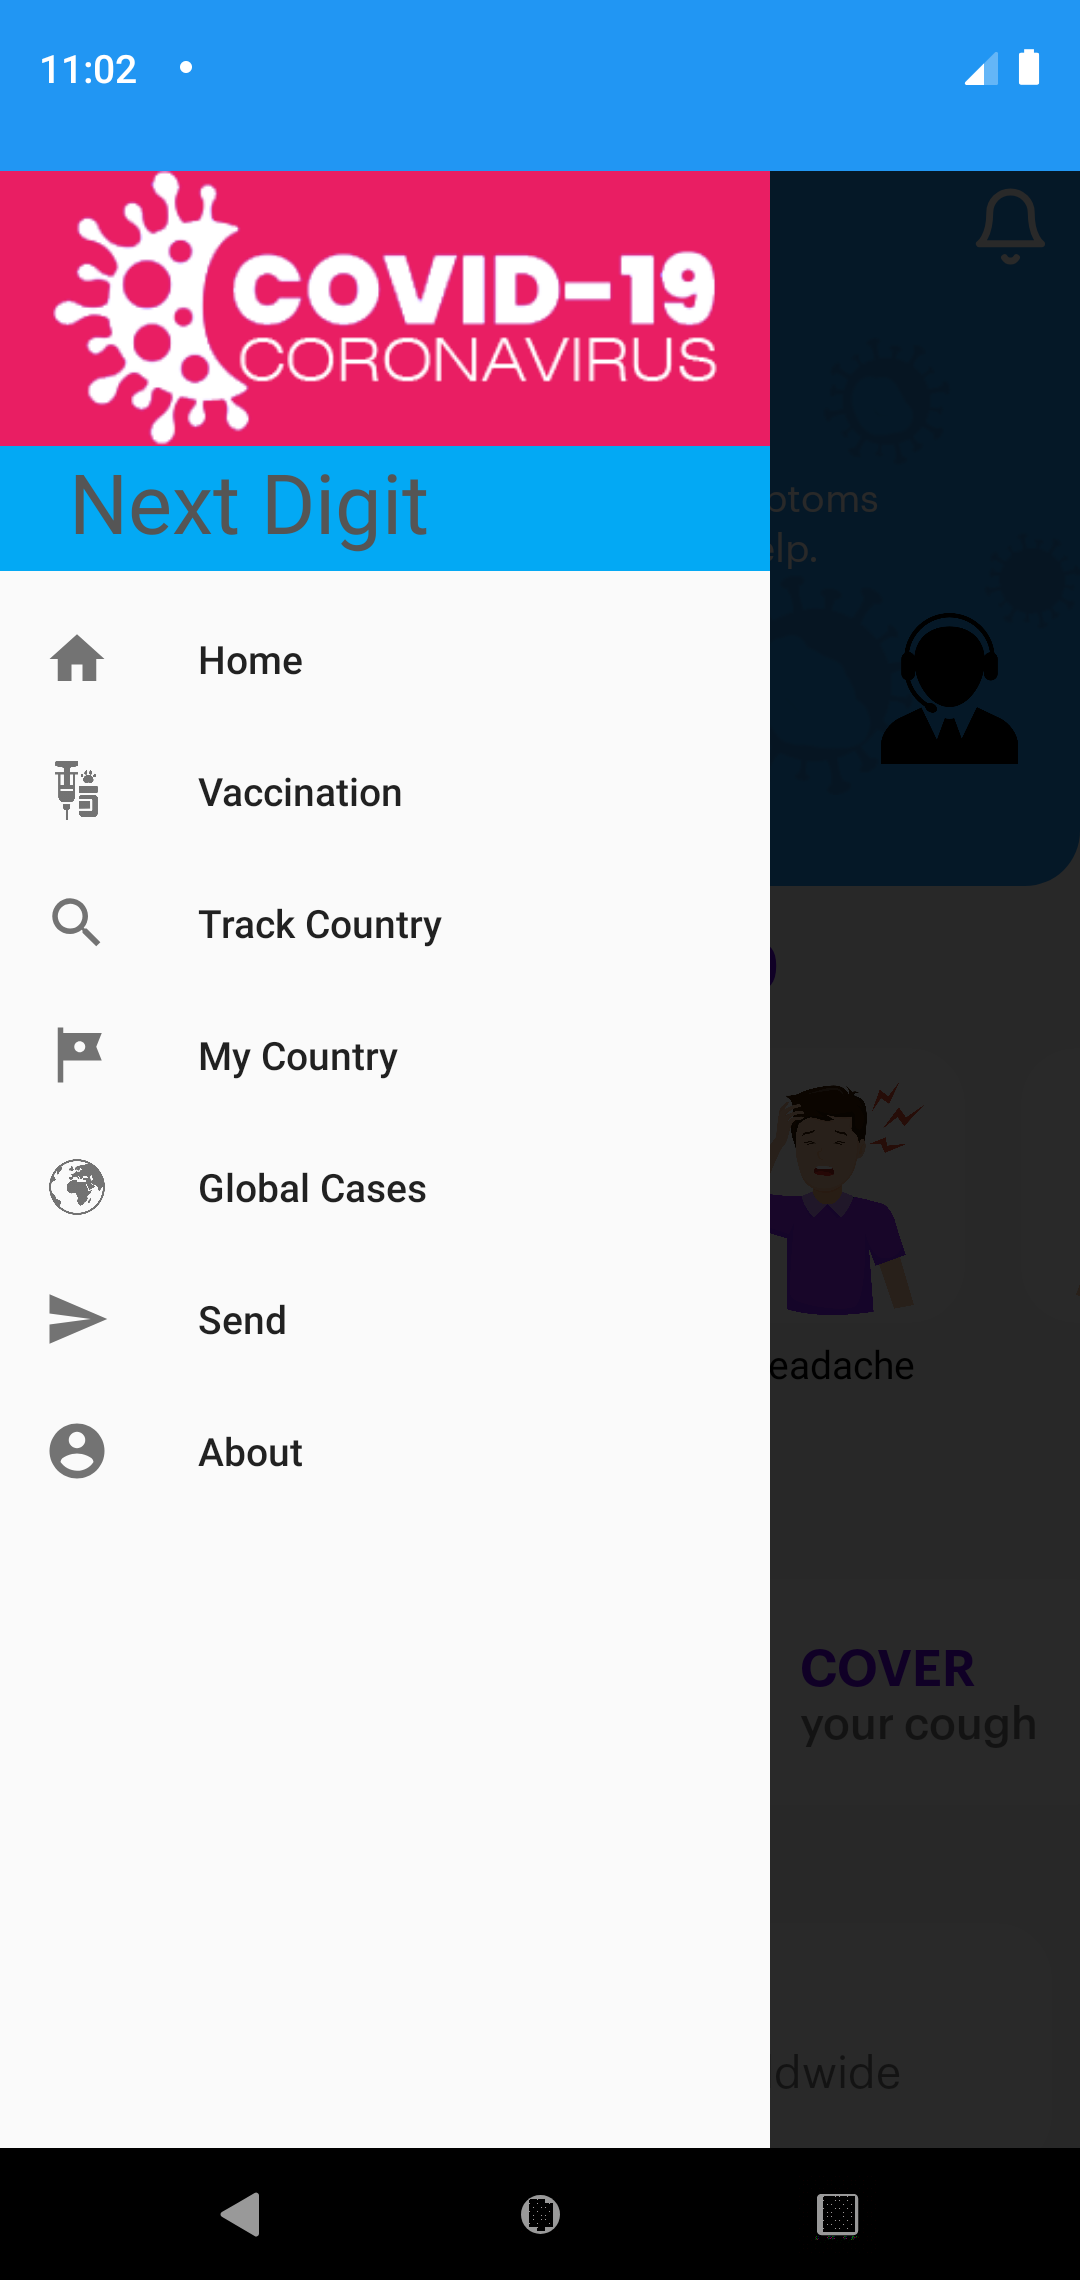 11:02
COVID-19
CORONAVIRUS
Next Digit
ptoms
elp.
Home
Vaccination
Track Country
My Country
Global Cases
Send
About
eadache
COVER
your cough
dwide